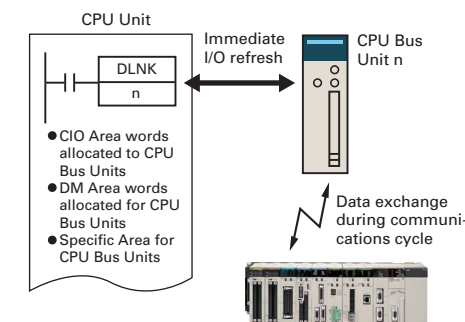 CPU Unit
DLNK
n
● CIO Area words
allocated to CPU
Bus Units
● DM Area words
allocated for CPU
Bus Units
● Specific Area for
CPU Bus Units
Immediate
I/O refresh
CPU Bus
Unit n
Data exchange
during communi-
cations cycle